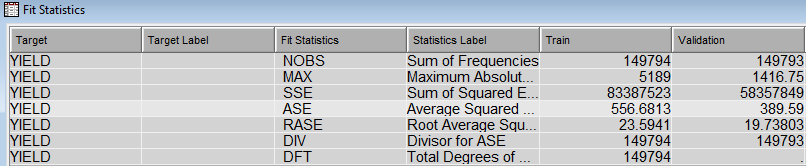 Fit Statistics
Target Target Label Fit Statistics Statistics Label Train Validation
YIELD NOBS Sum of Frequencies 149794 149793
YIELD MAX Maximum Absolut... 5189 1416.75
YIELD SSE Sum of Squared E... 83387523 58357849
YIELD ASE Average Squared ... 556.6813 389.59
YIELD RASE Root Average Squ... 23.5941 19.73803
YIELD DIV Divisor for ASE 149794 149793
YIELD DFT Total Degrees of ... 149794 .